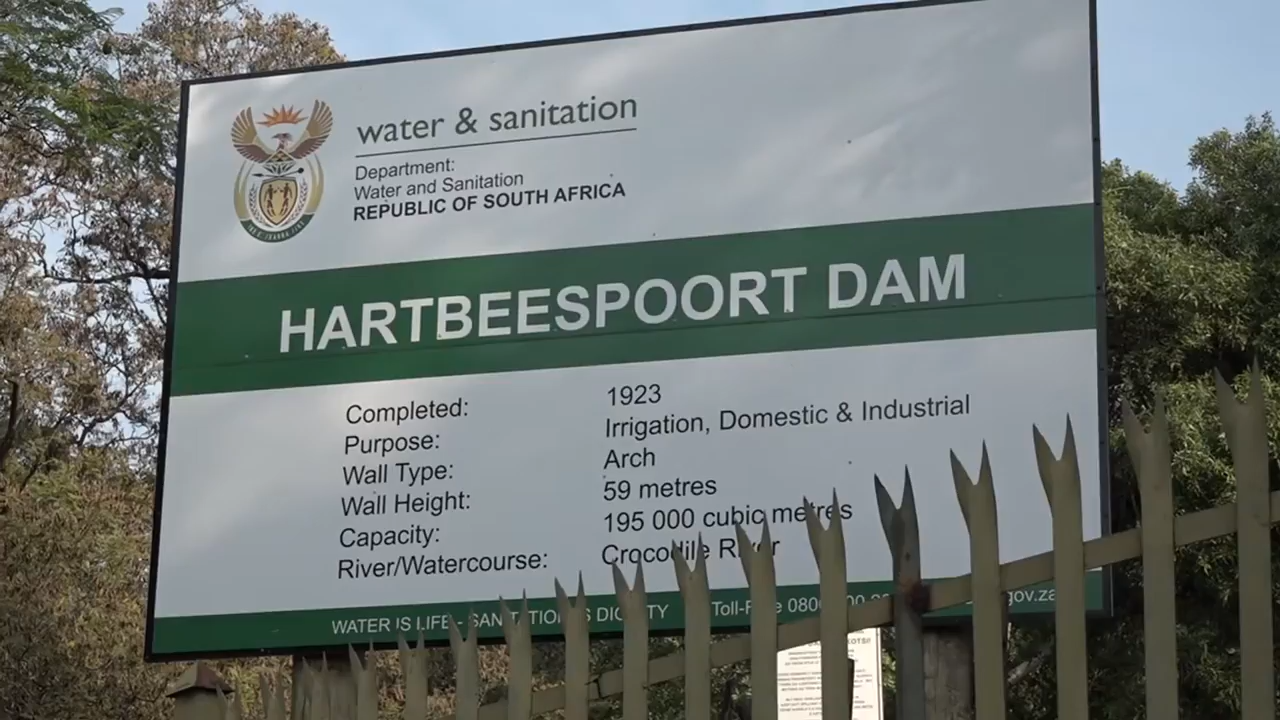 water & sanitation
Department:
Water and Sanitation
REPUBLIC OF SOUTH AFRICA
HARTBEESPOORT DAM
Completed: 1923
Purpose: Irrigation, Domestic & Industrial
Wall Type: Arch
Wall Height: 59 metres
Capacity: 195 000 cubic metres
River/Watercourse: Crocodile River
WATER IS LIFE - SANITATION IS DIGNITY Toll-Free 0800 gov.za